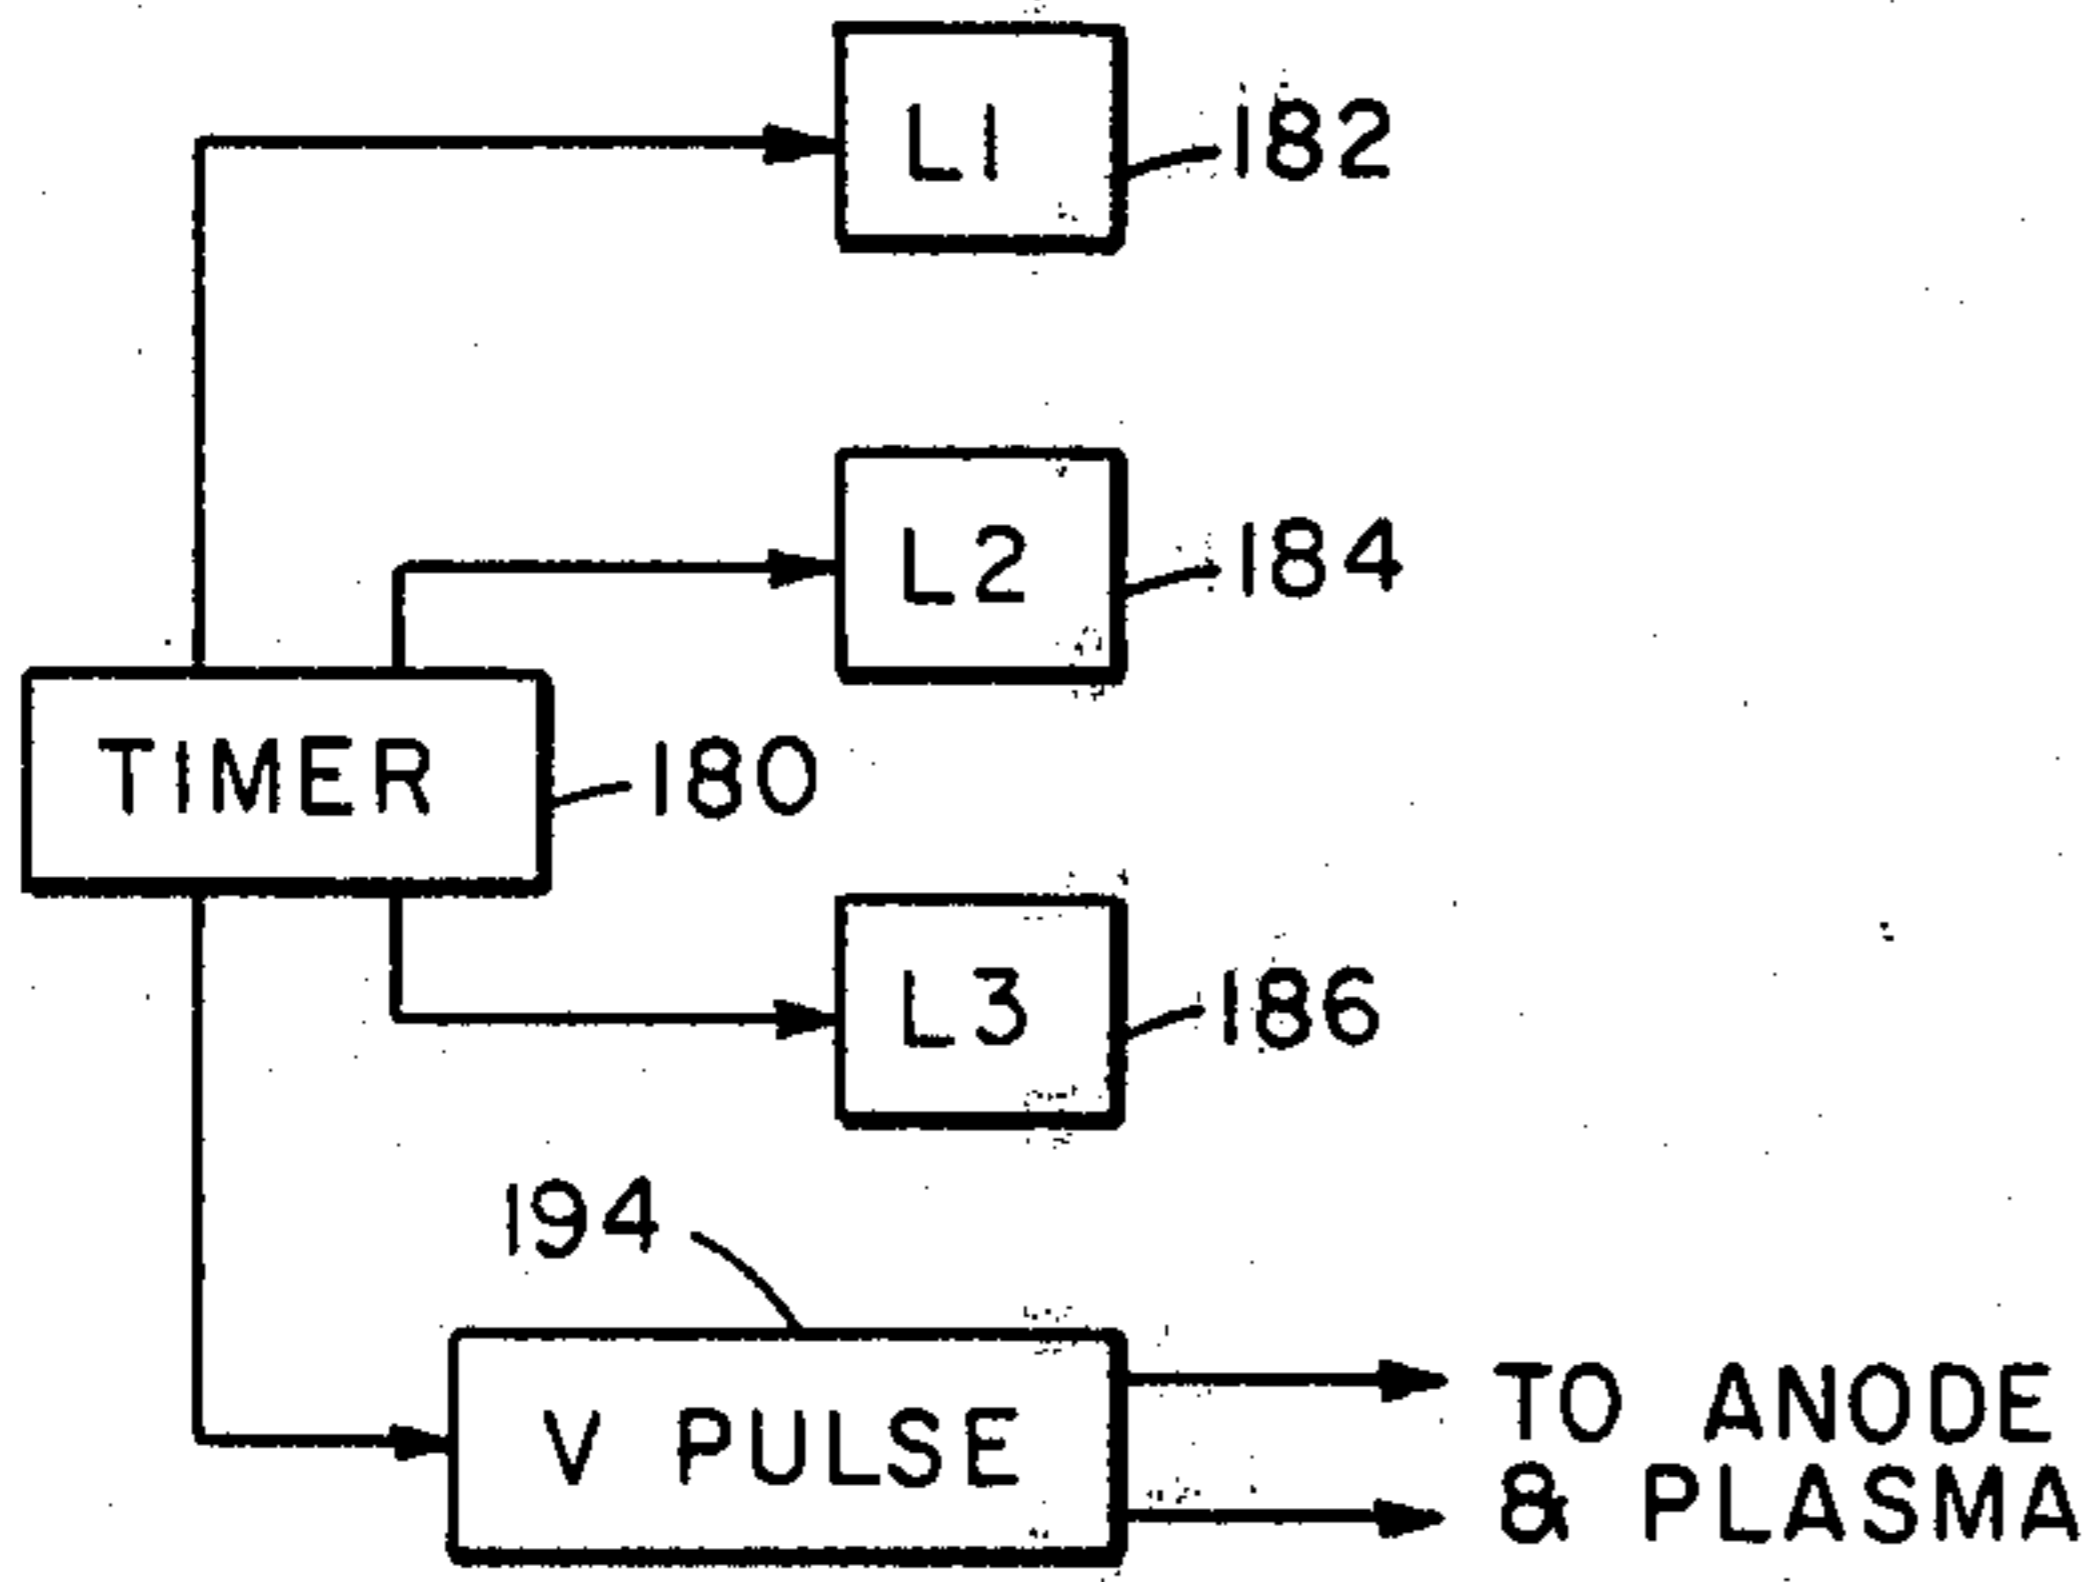 L1
182
L2
184
TIMER
180
L3
186
194
V PULSE
TO ANODE
& PLASMA